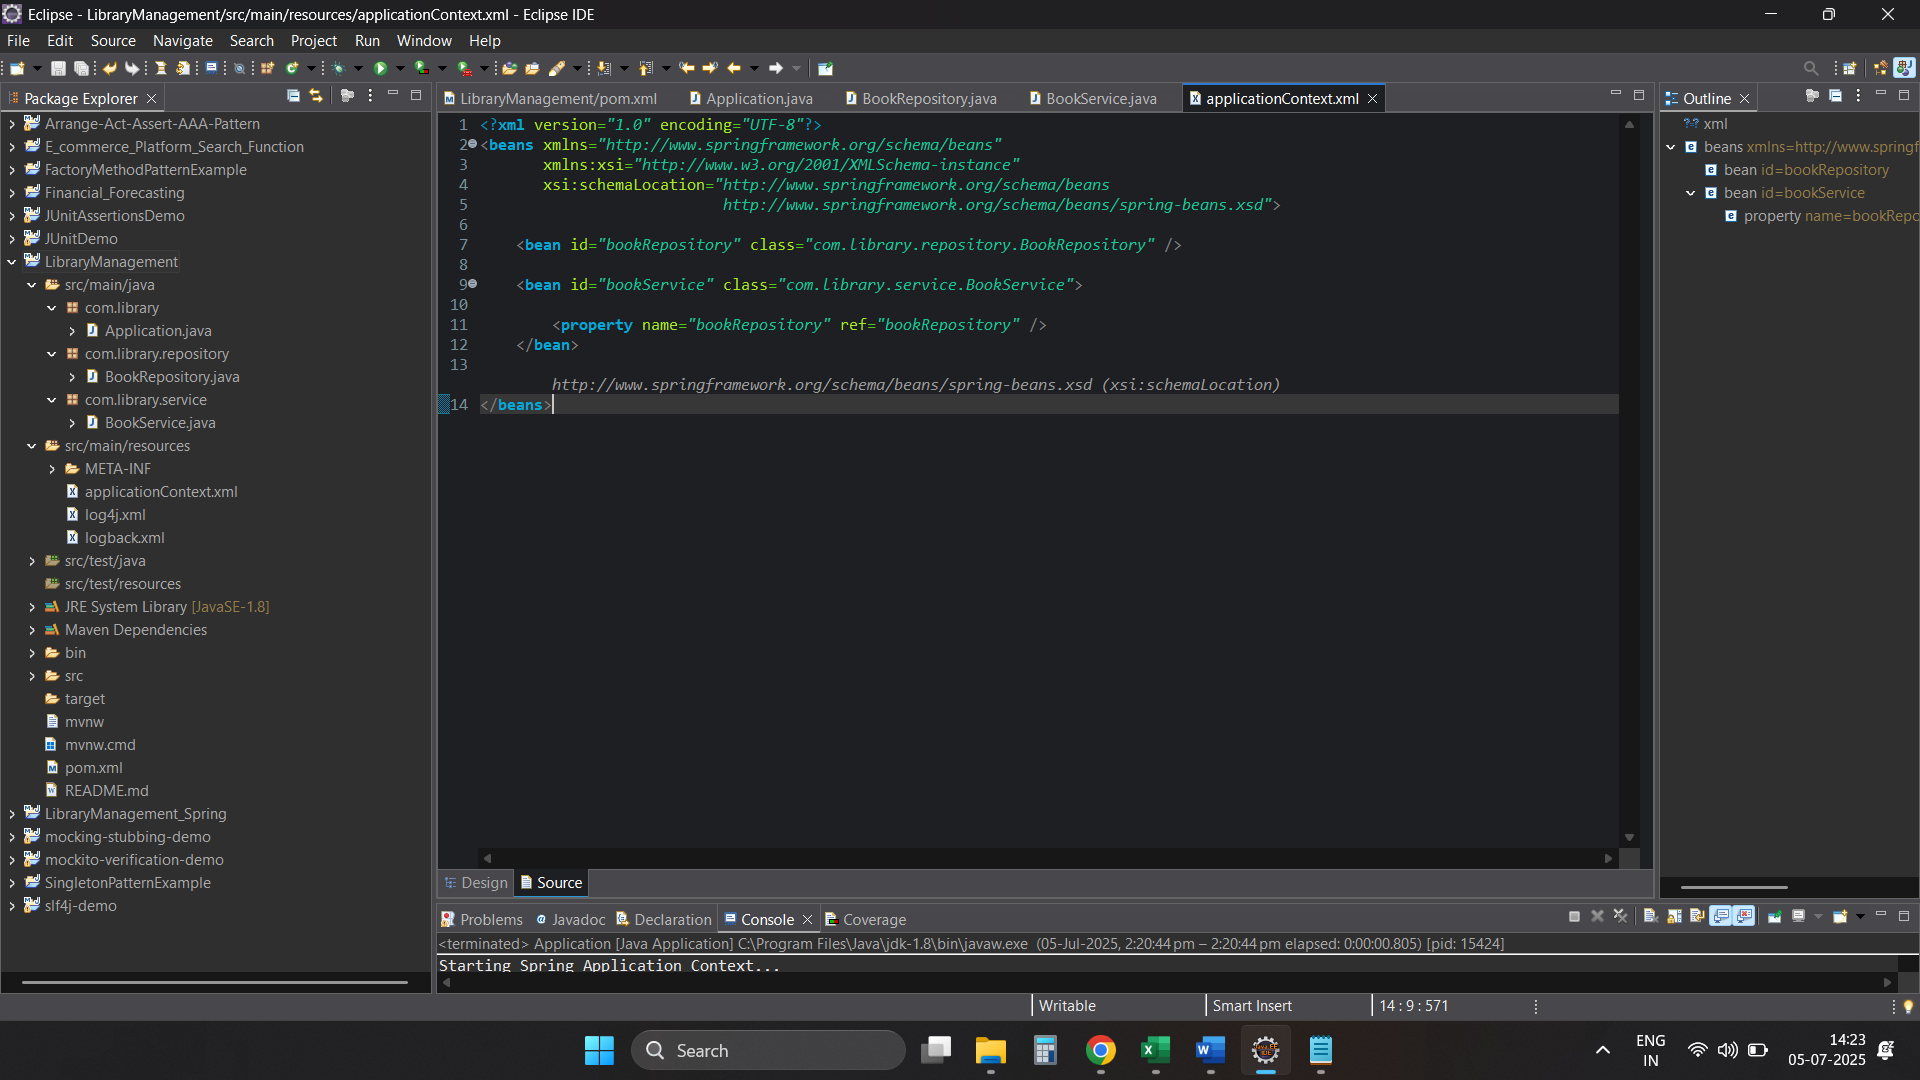 Eclipse - LibraryManagement/src/main/resources/applicationContext.xml - Eclipse IDE
File Edit Source Navigate Search Project Run Window Help
Package Explorer
Arrange-Act-Assert-AAA-Pattern
E_commerce_Platform_Search_Function
FactoryMethodPatternExample
Financial_Forecasting
JUnitAssertionsDemo
JUnitDemo
LibraryManagement
src/main/java
com.library
Application.java
com.library.repository
BookRepository.java
com.library.service
BookService.java
src/main/resources
META-INF
applicationContext.xml
log4j.xml
logback.xml
src/test/java
src/test/resources
JRE System Library [JavaSE-1.8]
Maven Dependencies
bin
src
target
mvnw
mvnw.cmd
pom.xml
README.md
LibraryManagement_Spring
mocking-stubbing-demo
mockito-verification-demo
SingletonPatternExample
slf4j-demo
LibraryManagement/pom.xml Application.java BookRepository.java BookService.java applicationContext.xml
1 <?xml version="1.0" encoding="UTF-8"?>
2 <beans xmlns="http://www.springframework.org/schema/beans"
3 xmlns:xsi="http://www.w3.org/2001/XMLSchema-instance"
4 xsi:schemaLocation="http://www.springframework.org/schema/beans
5 http://www.springframework.org/schema/beans/spring-beans.xsd">
6
7 <bean id="bookRepository" class="com.library.repository.BookRepository" />
8
9 <bean id="bookService" class="com.library.service.BookService">
10
11 <property name="bookRepository" ref="bookRepository" />
12 </bean>
13
http://www.springframework.org/schema/beans/spring-beans.xsd (xsi:schemaLocation)
14 </beans>
Design Source
Outline
?? xml
beans xmlns=http://www.springf
bean id=bookRepository
bean id=bookService
property name=bookRepo
Problems Javadoc Declaration Console Coverage
<terminated> Application [Java Application] C:\Program Files\Java\jdk-1.8\bin\javaw.exe (05-Jul-2025, 2:20:44 pm – 2:20:44 pm elapsed: 0:00:00.805) [pid: 15424]
Starting Spring Application Context...
Writable Smart Insert 14 : 9 : 571
Search
ENG
IN
14:23
05-07-2025